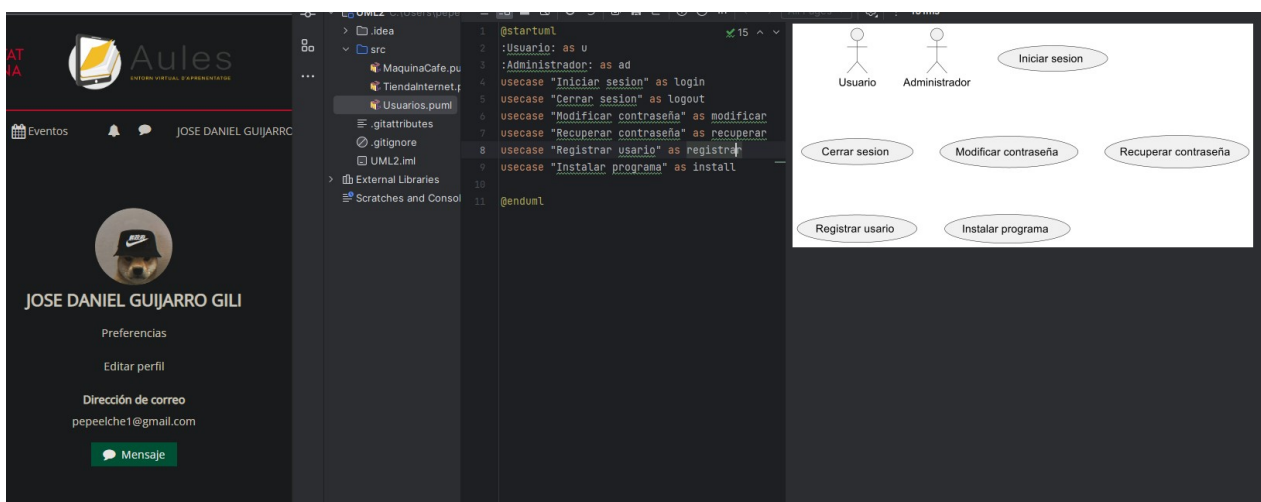 AT
NA
Aules
ENTORN VIRTUAL D'APRENENTATGE
Eventos
JOSE DANIEL GUIJARRO
JOSE DANIEL GUIJARRO GILI
Preferencias
Editar perfil
Dirección de correo
pepeelche1@gmail.com
Mensaje
.idea
src
MaquinaCafe.pu
TiendaInternet.p
Usuarios.puml
.gitattributes
.gitignore
UML2.iml
External Libraries
Scratches and Consol
15
1 @startuml
2 :Usuario: as u
3 :Administrador: as ad
4 usecase "Iniciar sesion" as login
5 usecase "Cerrar sesion" as logout
6 usecase "Modificar contraseña" as modificar
7 usecase "Recuperar contraseña" as recuperar
8 usecase "Registrar usario" as registrar
9 usecase "Instalar programa" as install
10
11 @enduml
Usuario
Administrador
Iniciar sesion
Cerrar sesion
Modificar contraseña
Recuperar contraseña
Registrar usario
Instalar programa